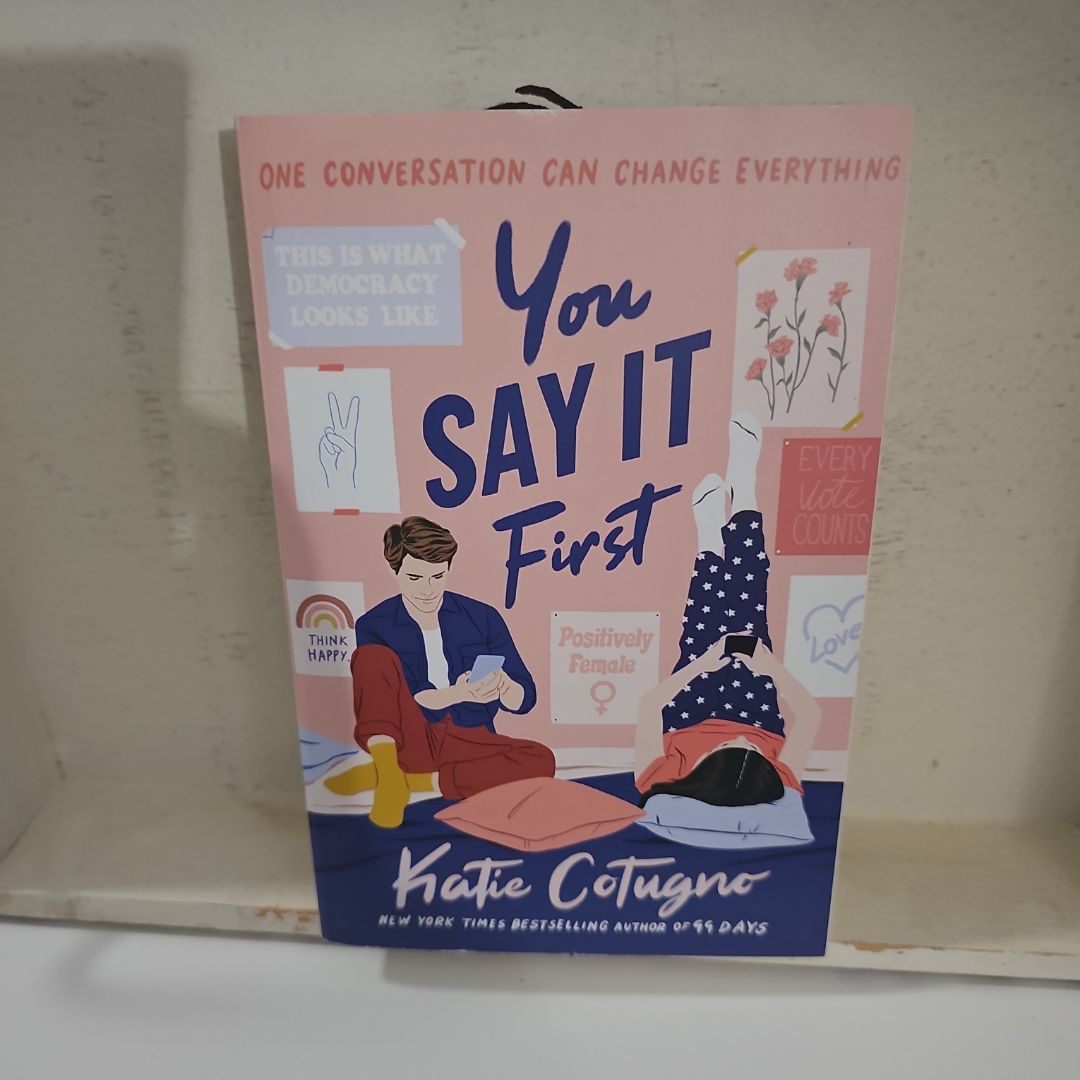 ONE CONVERSATION CAN CHANGE EVERYTHING
THIS IS WHAT
DEMOCRACY
LOOKS LIKE
You
SAY IT
First
EVERY
Vote
COUNTS
THINK
HAPPY
Positively
Female
Love
Katie Cotugno
NEW YORK TIMES BESTSELLING AUTHOR OF 99 DAYS